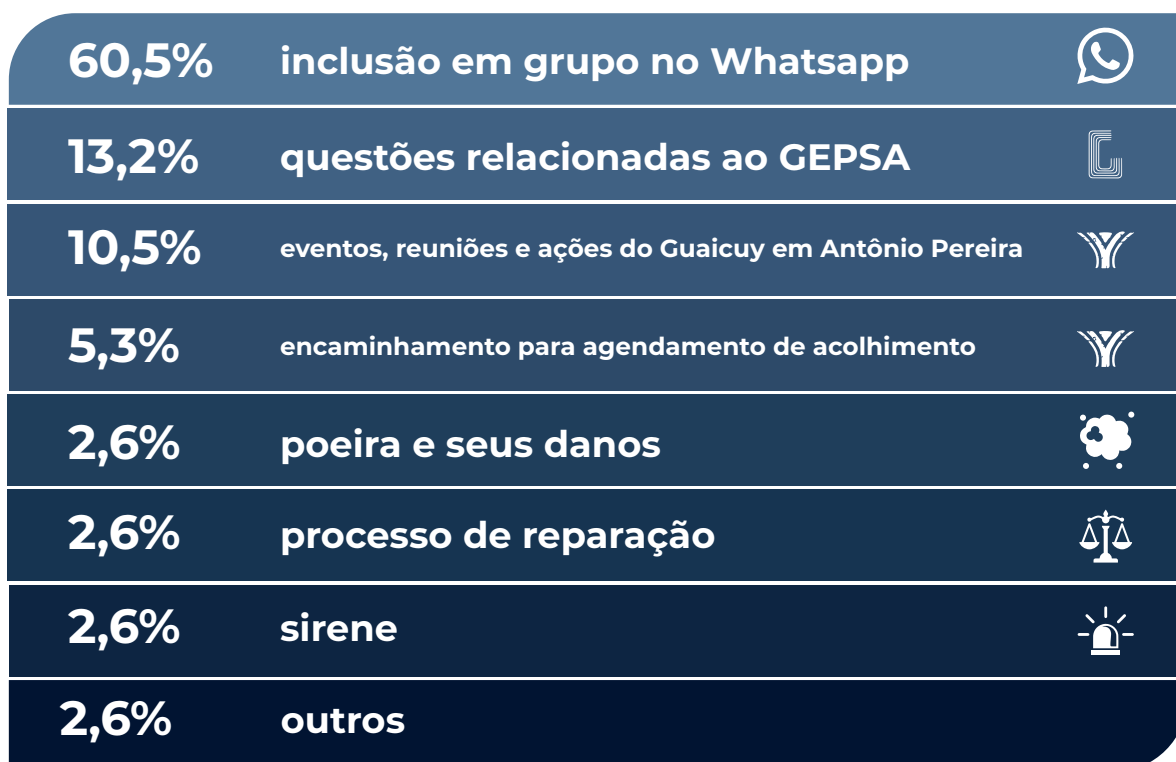 60,5% inclusão em grupo no Whatsapp
13,2% questões relacionadas ao GEPSA
10,5% eventos, reuniões e ações do Guaicuy em Antônio Pereira
5,3% encaminhamento para agendamento de acolhimento
2,6% poeira e seus danos
2,6% processo de reparação
2,6% sirene
2,6% outros